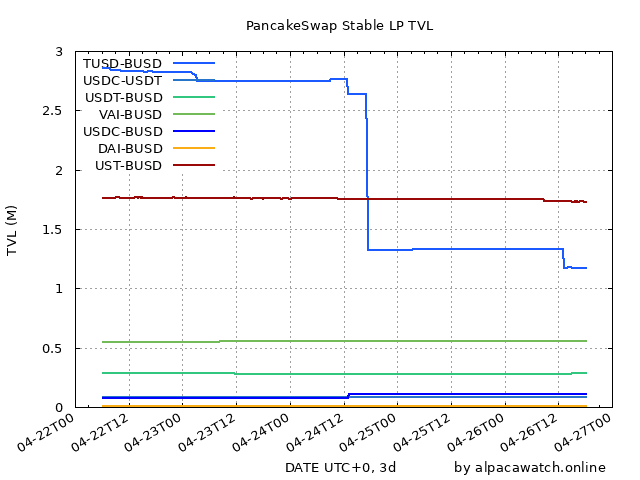 PancakeSwap Stable LP TVL
3
2.5
2
1.5
1
0.5
0
TVL (M)
TUSD-BUSD
USDC-USDT
USDT-BUSD
VAI-BUSD
USDC-BUSD
DAI-BUSD
UST-BUSD
04-22T00
04-22T12
04-23T00
04-23T12
04-24T00
04-24T12
04-25T00
04-25T12
04-26T00
04-26T12
04-27T00
DATE UTC+0, 3d
by alpacawatch.online